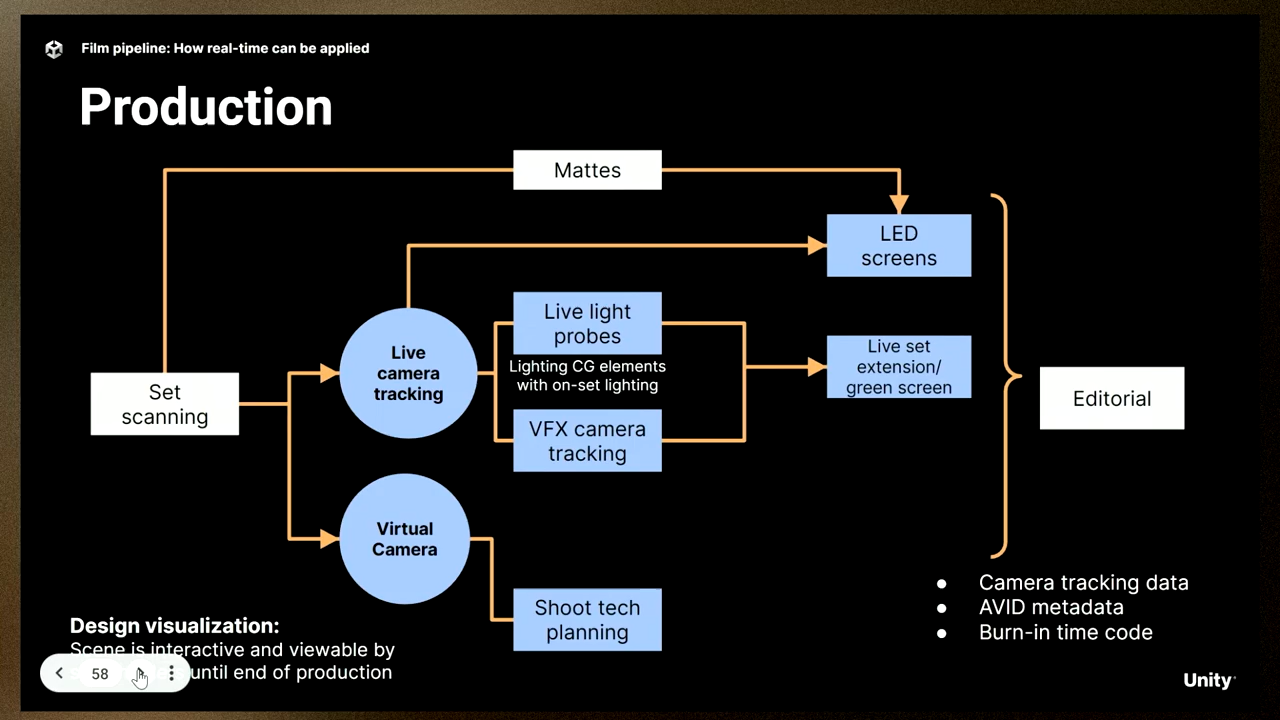 Film pipeline: How real-time can be applied
Production
Mattes
LED
screens
Live light
probes
Lighting CG elements
with on-set lighting
VFX camera
tracking
Live
camera
tracking
Live set
extension/
green screen
Set
scanning
Editorial
Virtual
Camera
Shoot tech
planning
Camera tracking data
AVID metadata
Burn-in time code
Design visualization:
Scene is interactive and viewable by
until end of production
58
Unity